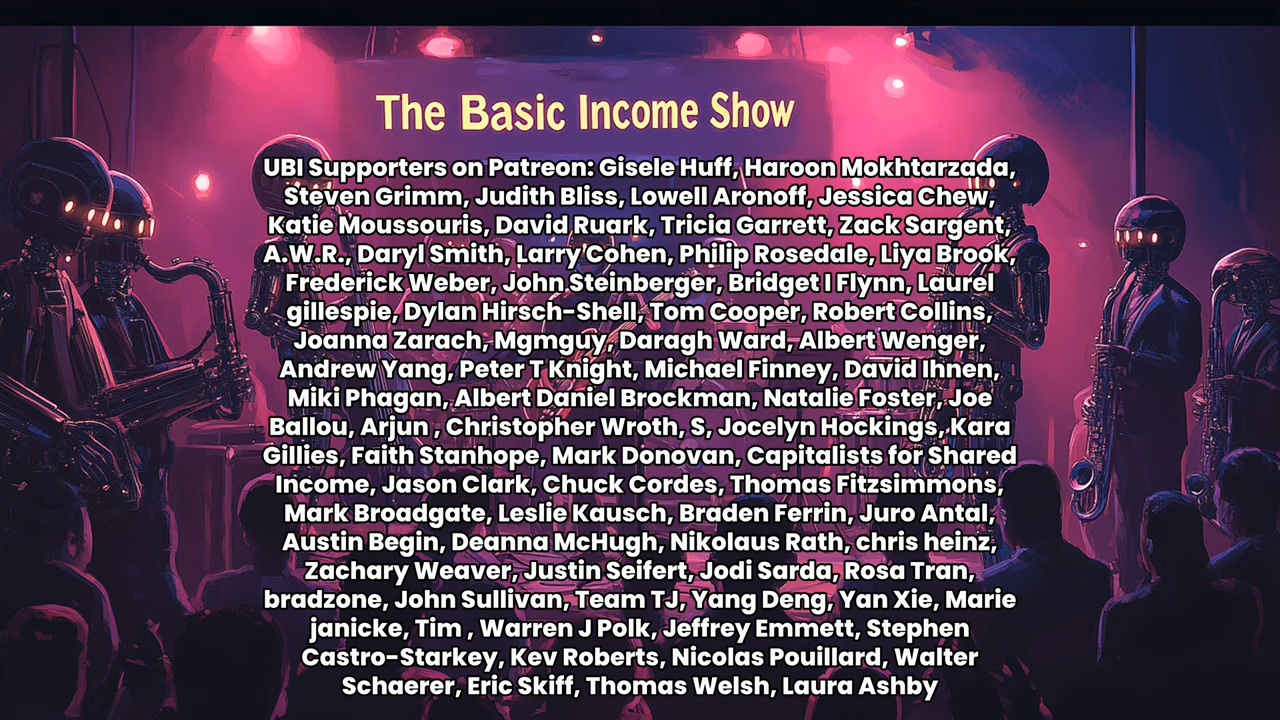 The Basic Income Show
UBI Supporters on Patreon: Gisele Huff, Haroon Mokhtarzada,
Steven Grimm, Judith Bliss, Lowell Aronoff, Jessica Chew,
Katie Moussouris, David Ruark, Tricia Garrett, Zack Sargent,
A.W.R., Daryl Smith, Larry Cohen, Philip Rosedale, Liya Brook,
Frederick Weber, John Steinberger, Bridget I Flynn, Laurel
gillespie, Dylan Hirsch-Shell, Tom Cooper, Robert Collins,
Joanna Zarach, Mgmguy, Daragh Ward, Albert Wenger,
Andrew Yang, Peter T Knight, Michael Finney, David Ihnen,
Miki Phagan, Albert Daniel Brockman, Natalie Foster, Joe
Ballou, Arjun , Christopher Wroth, S, Jocelyn Hockings, Kara
Gillies, Faith Stanhope, Mark Donovan, Capitalists for Shared
Income, Jason Clark, Chuck Cordes, Thomas Fitzsimmons,
Mark Broadgate, Leslie Kausch, Braden Ferrin, Juro Antal,
Austin Begin, Deanna McHugh, Nikolaus Rath, chris heinz,
Zachary Weaver, Justin Seifert, Jodi Sarda, Rosa Tran,
bradzone, John Sullivan, Team TJ, Yang Deng, Yan Xie, Marie
janicke, Tim , Warren J Polk, Jeffrey Emmett, Stephen
Castro-Starkey, Kev Roberts, Nicolas Pouillard, Walter
Schaerer, Eric Skiff, Thomas Welsh, Laura Ashby